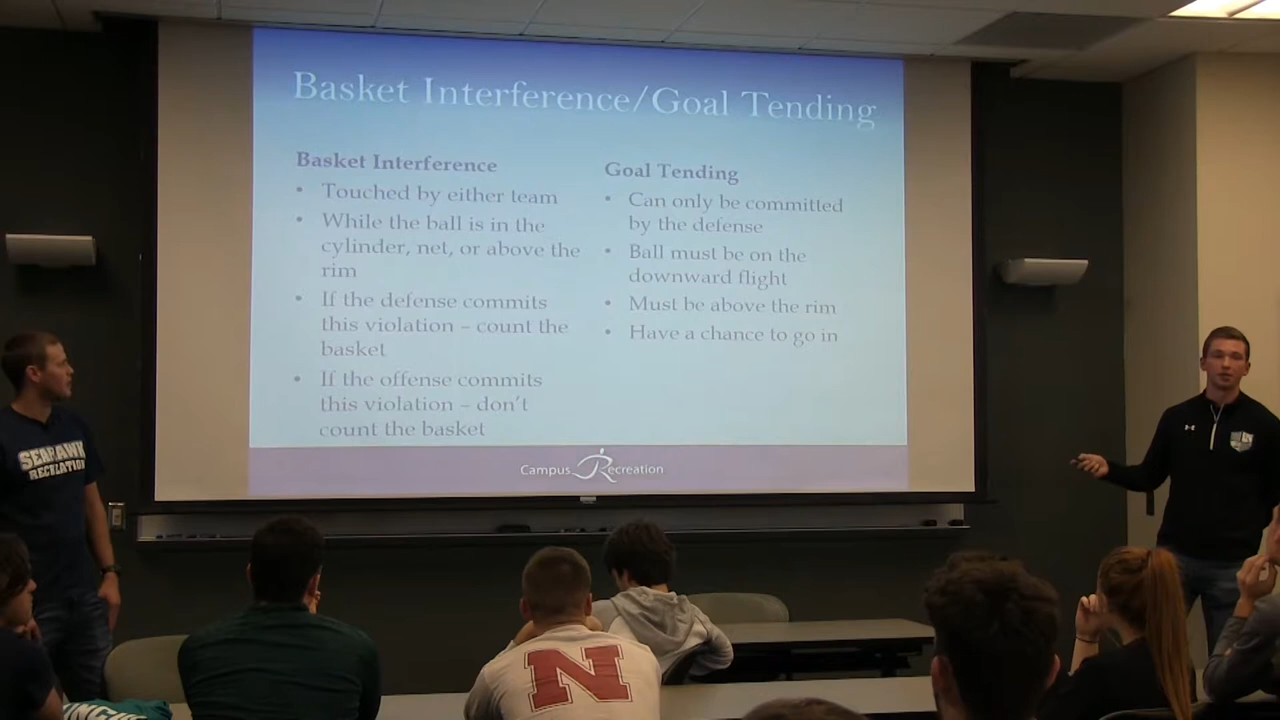 Basket Interference/Goal Tending
Basket Interference
• Touched by either team
• While the ball is in the
cylinder, net, or above the
rim
• If the defense commits
this violation – count the
basket
• If the offense commits
this violation – don't
count the basket
Goal Tending
• Can only be committed
by the defense
• Ball must be on the
downward flight
• Must be above the rim
• Have a chance to go in
Campus Recreation
SEAHAWK
RECREATION
N